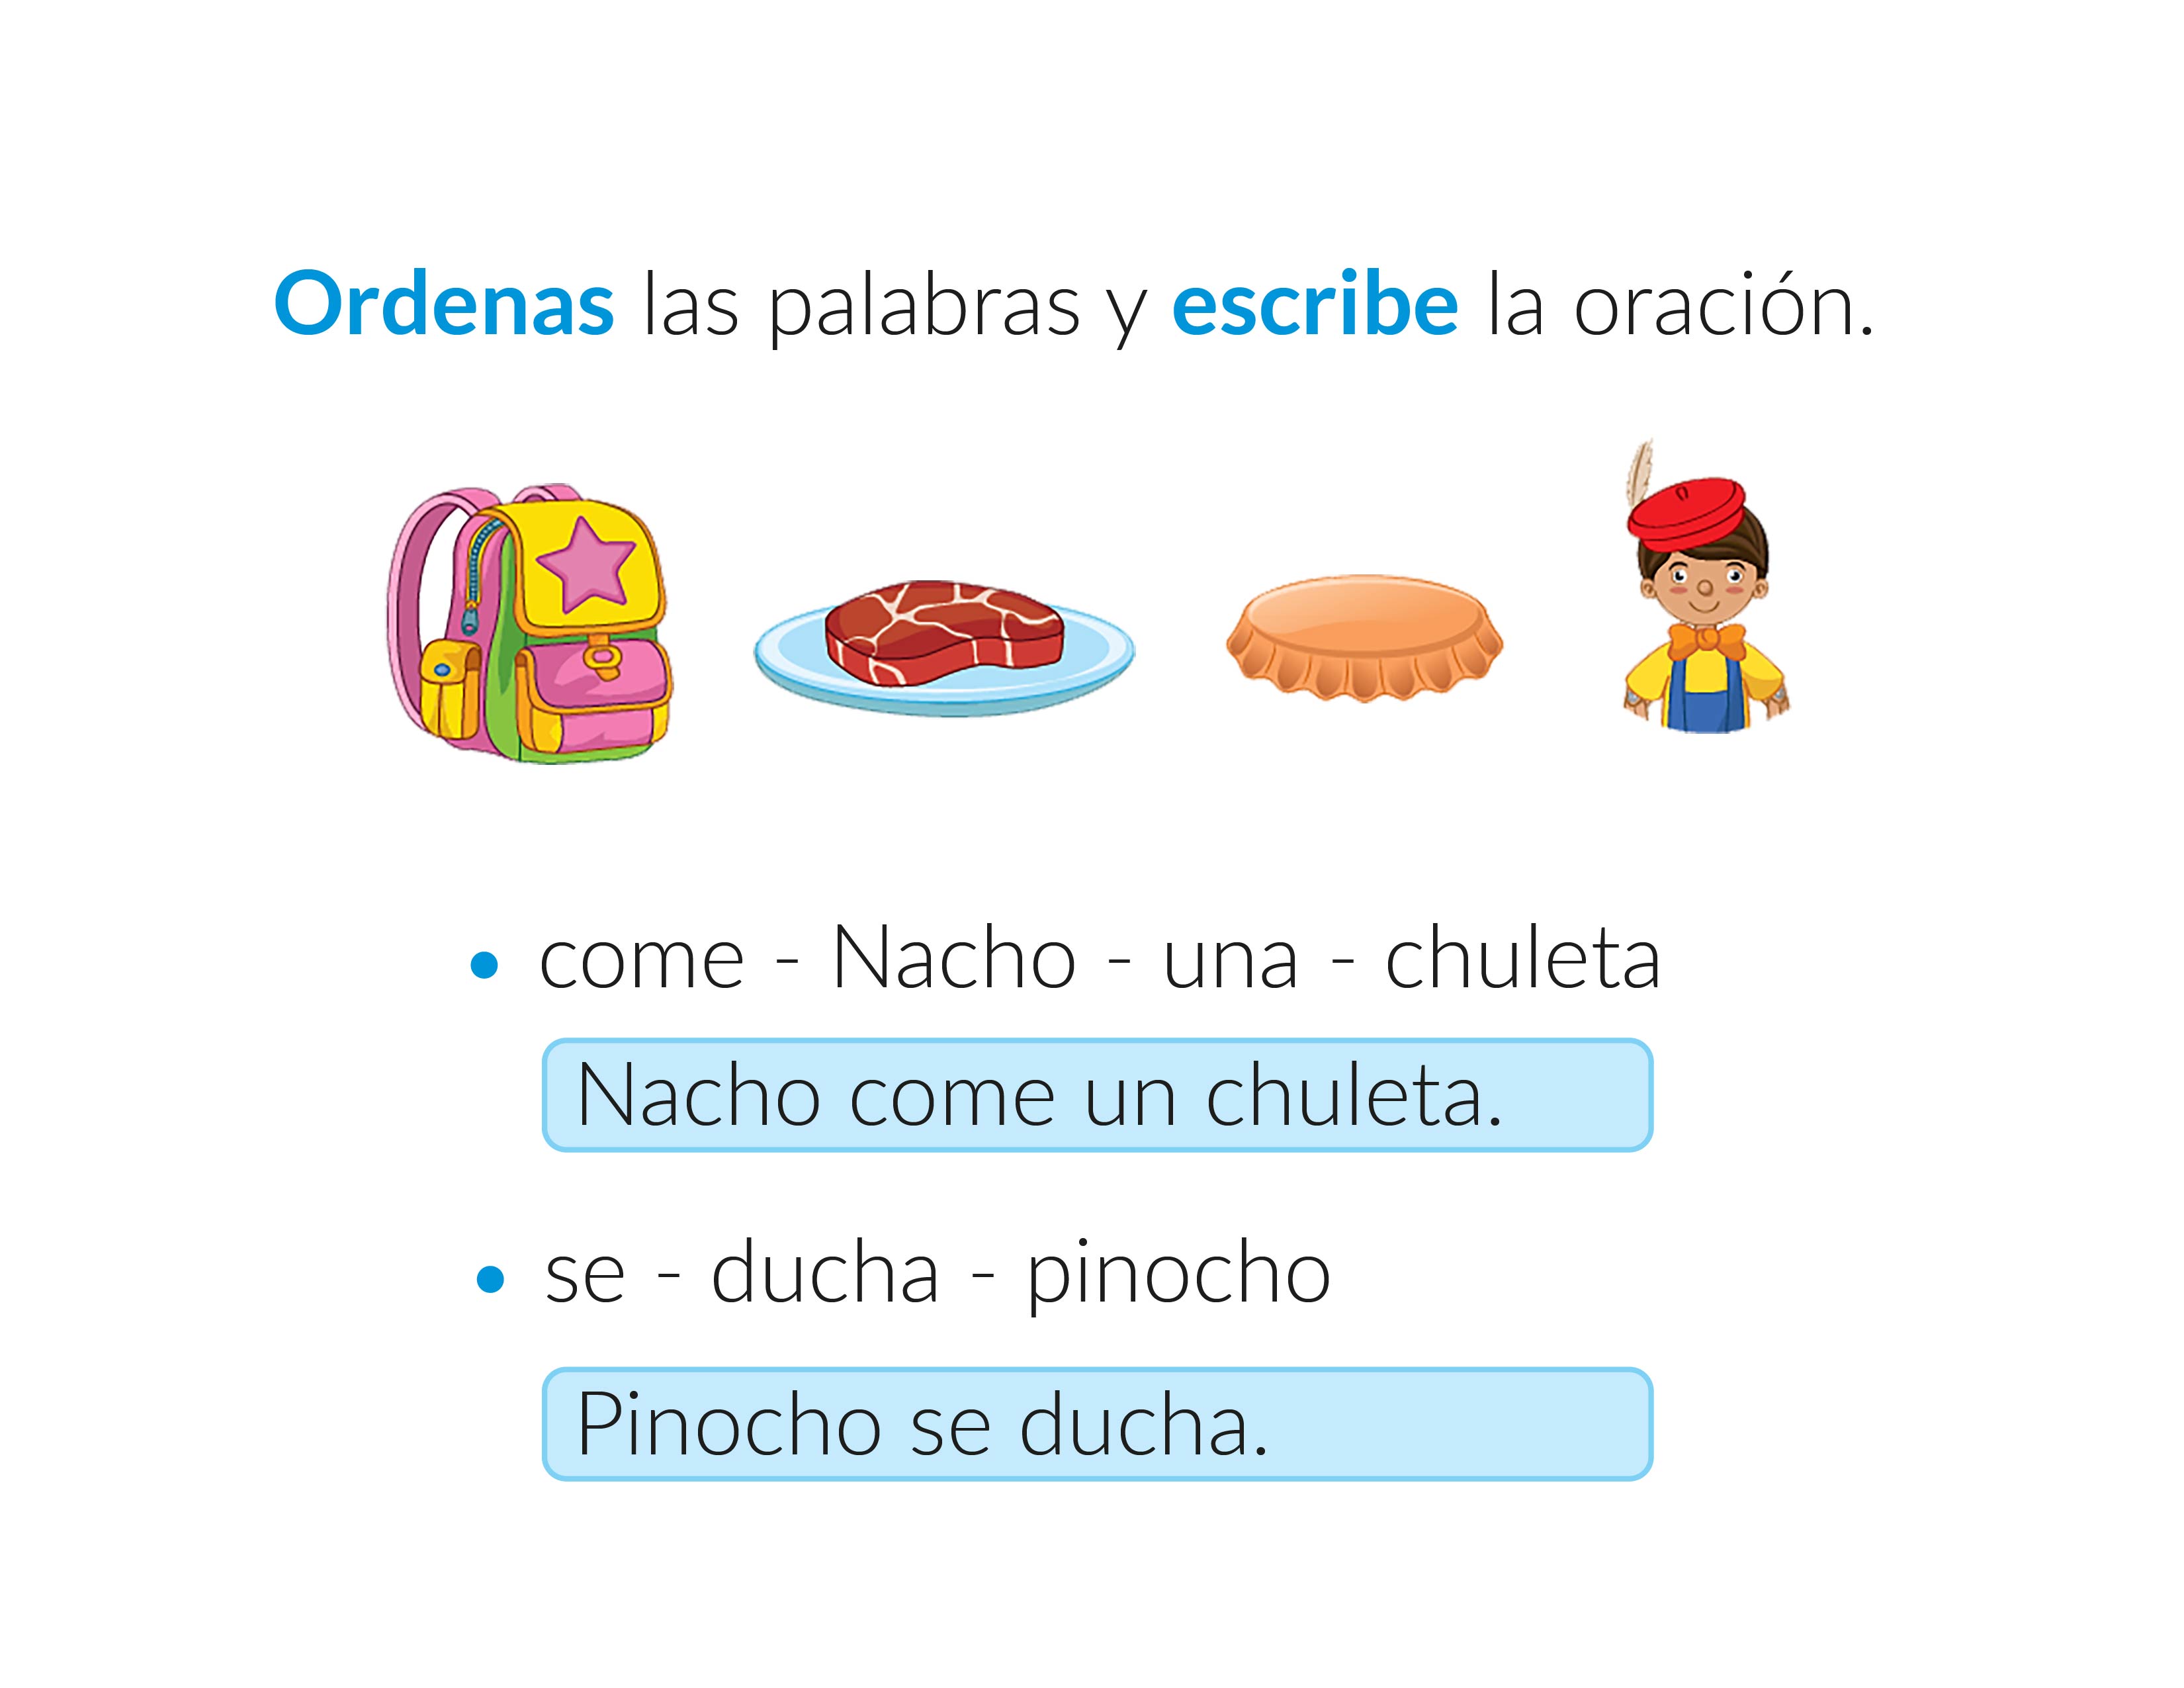 Ordenas las palabras y escribe la oración.
• come - Nacho - una - chuleta
Nacho come un chuleta.
• se - ducha - pinocho
Pinocho se ducha.